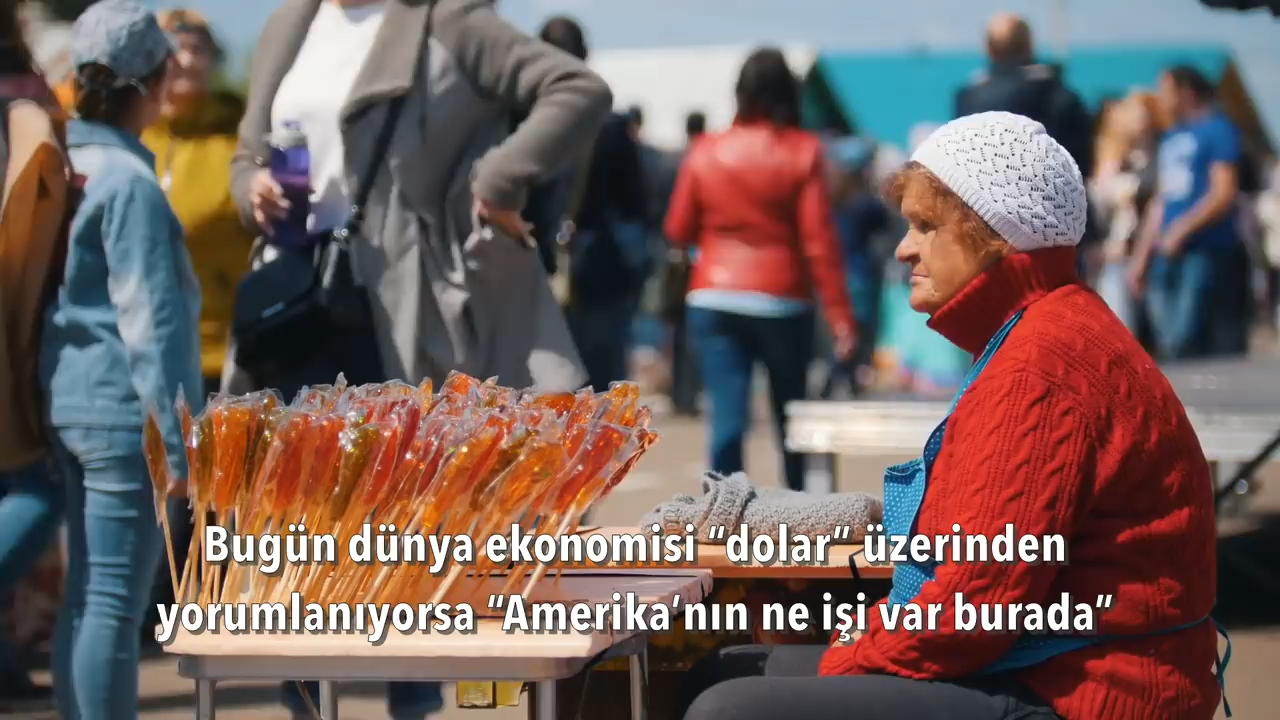 Bugün dünya ekonomisi “dolar” üzerinden
yorumlanıyorsa “Amerika’nın ne işi var burada”